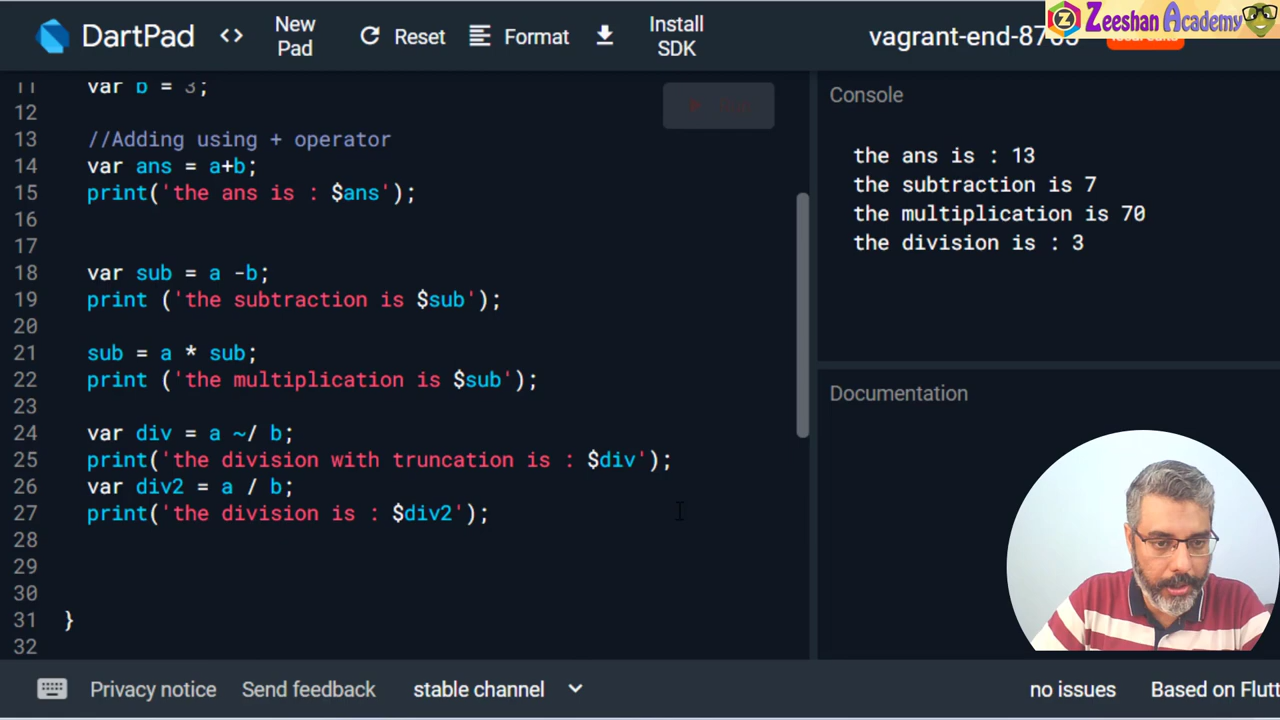 Zeeshan Academy
DartPad
<>
New Pad
Reset
Format
Install SDK
11 var b = 3;
12
13 //Adding using + operator
14 var ans = a+b;
15 print('the ans is : $ans');
16
17
18 var sub = a -b;
19 print ('the subtraction is $sub');
20
21 sub = a * sub;
22 print ('the multiplication is $sub');
23
24 var div = a ~/ b;
25 print('the division with truncation is : $div');
26 var div2 = a / b;
27 print('the division is : $div2');
28
29
30
31 }
32
Console
the ans is : 13
the subtraction is 7
the multiplication is 70
the division is : 3
Documentation
Privacy notice
Send feedback
stable channel
no issues
Based on Flutt